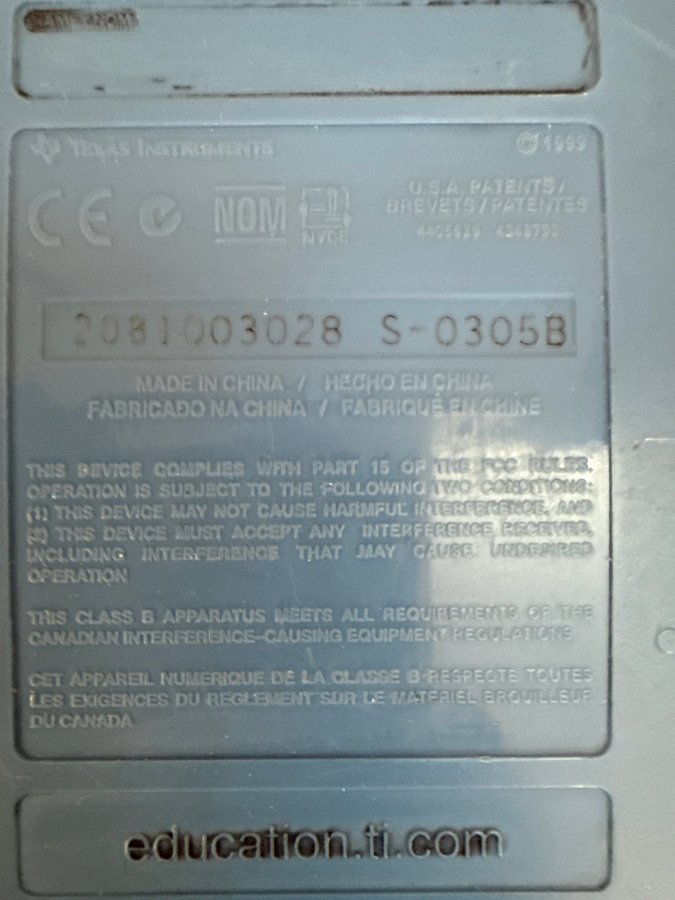 NAME/NOM
TEXAS INSTRUMENTS
© 1999
CE
NOM
NYCE
U.S.A. PATENTS/
BREVETS/PATENTES
4405829 4348733
2081003028 S-0305B
MADE IN CHINA / HECHO EN CHINA
FABRICADO NA CHINA / FABRIQUÉ EN CHINE
THIS DEVICE COMPLIES WITH PART 15 OF THE FCC RULES.
OPERATION IS SUBJECT TO THE FOLLOWING TWO CONDITIONS:
(1) THIS DEVICE MAY NOT CAUSE HARMFUL INTERFERENCE, AND
(2) THIS DEVICE MUST ACCEPT ANY INTERFERENCE RECEIVED,
INCLUDING INTERFERENCE THAT MAY CAUSE UNDESIRED
OPERATION
THIS CLASS B APPARATUS MEETS ALL REQUIREMENTS OF THE
CANADIAN INTERFERENCE-CAUSING EQUIPMENT REGULATIONS
CET APPAREIL NUMERIQUE DE LA CLASSE B RESPECTE TOUTES
LES EXIGENCES DU REGLEMENT SUR LE MATERIEL BROUILLEUR
DU CANADA
education.ti.com